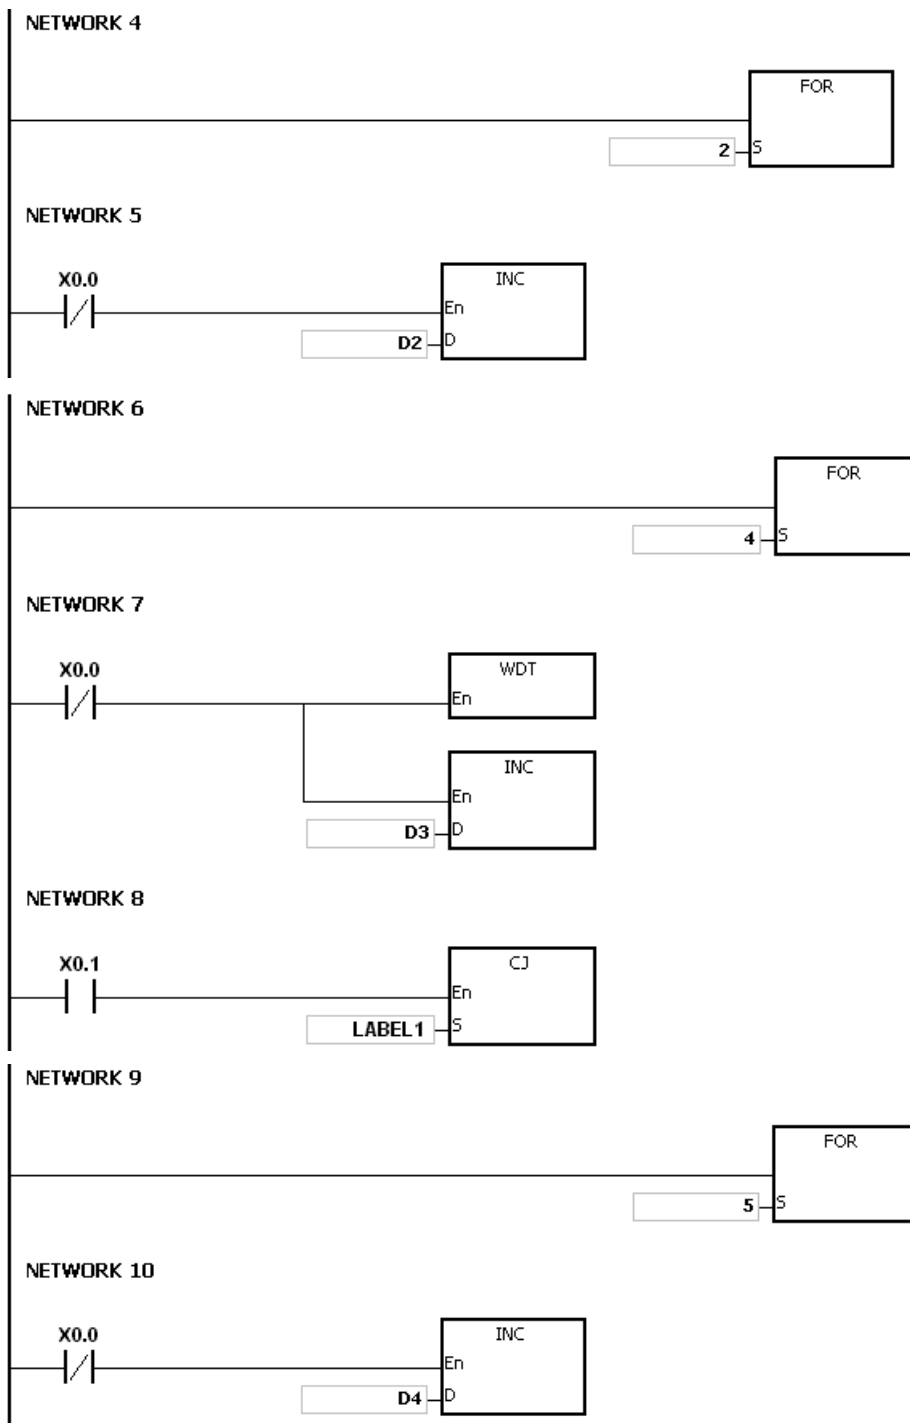 NETWORK 4
FOR
2 S
NETWORK 5
X0.0
INC
En
D2 D
NETWORK 6
FOR
4 S
NETWORK 7
X0.0
WDT
En
INC
En
D3 D
NETWORK 8
X0.1
CJ
En
LABEL1 S
NETWORK 9
FOR
5 S
NETWORK 10
X0.0
INC
En
D4 D